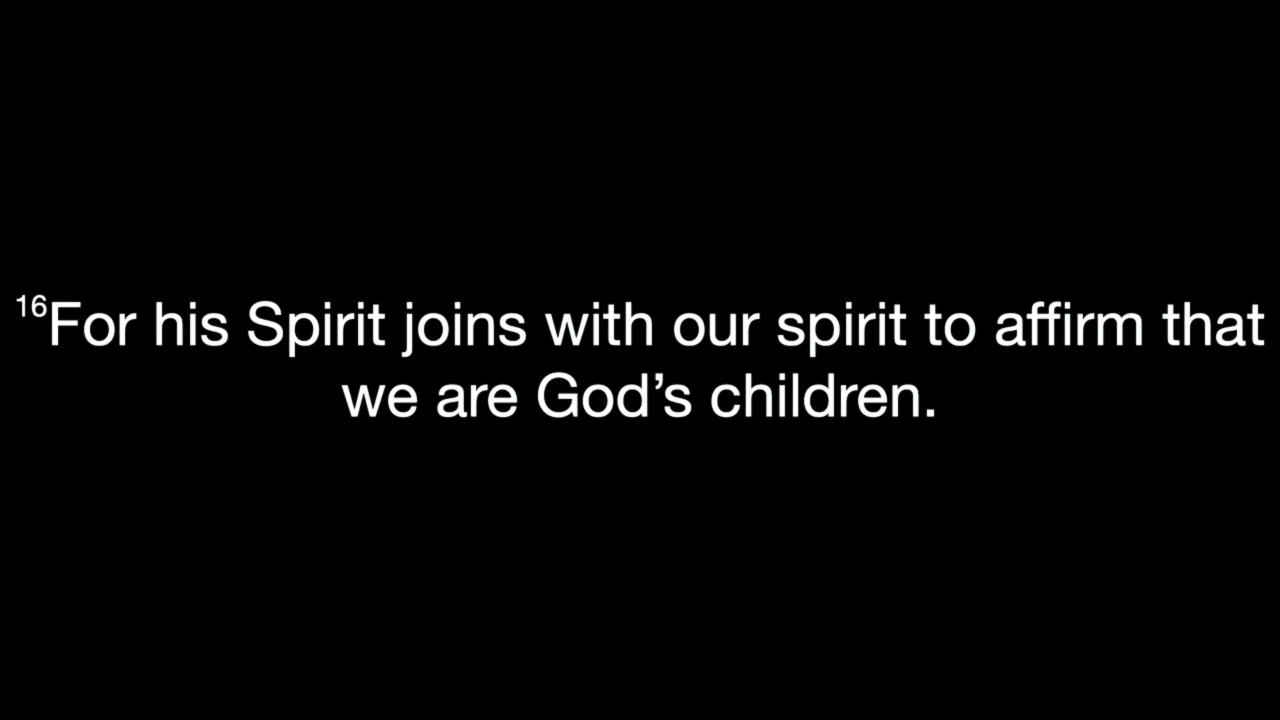 16For his Spirit joins with our spirit to affirm that
we are God’s children.